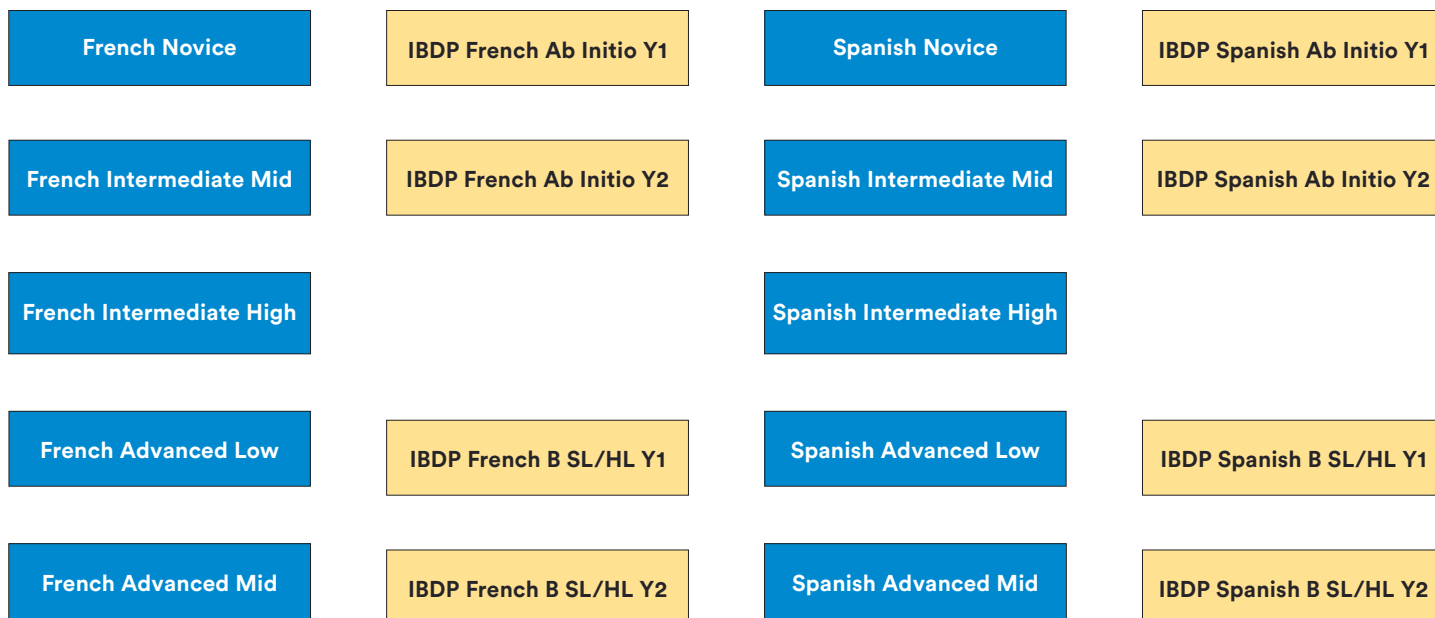 French Novice
IBDP French Ab Initio Y1
Spanish Novice
IBDP Spanish Ab Initio Y1
French Intermediate Mid
IBDP French Ab Initio Y2
Spanish Intermediate Mid
IBDP Spanish Ab Initio Y2
French Intermediate High
Spanish Intermediate High
French Advanced Low
IBDP French B SL/HL Y1
Spanish Advanced Low
IBDP Spanish B SL/HL Y1
French Advanced Mid
IBDP French B SL/HL Y2
Spanish Advanced Mid
IBDP Spanish B SL/HL Y2